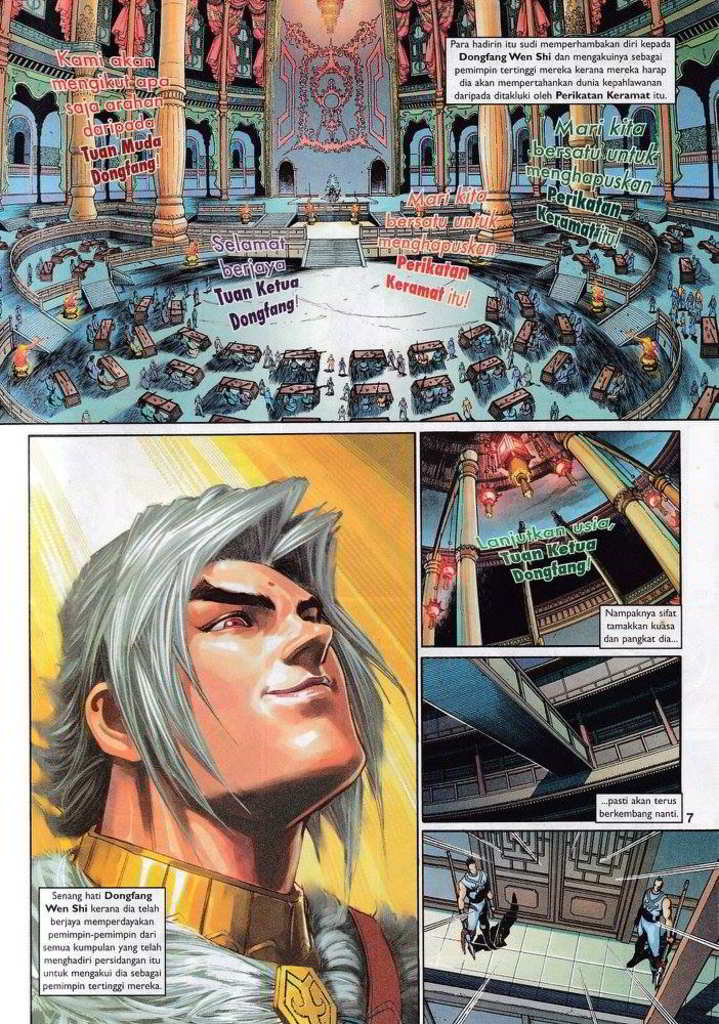 Para hadirin itu sudi memperhambakan diri kepada
Dongfang Wen Shi dan mengakuinya sebagai
pemimpin tertinggi mereka kerana mereka harap
dia akan mempertahankan dunia kepahlawanan
daripada ditakluki oleh Perikatan Keramat itu.
Kami akan
mengikut apa
saja arahan
daripada
Tuan Muda
Dongfang!
Selamat
berjaya
Tuan Ketua
Dongfang!
Mari kita
bersatu untuk
menghapuskan
Perikatan
Keramat itu!
Mari kita
bersatu untuk
menghapuskan
Perikatan
Keramat itu!
Senang hati Dongfang
Wen Shi kerana dia telah
berjaya memperdayakan
pemimpin-pemimpin dari
semua kumpulan yang telah
menghadiri persidangan itu
untuk mengakui dia sebagai
pemimpin tertinggi mereka.
Lanjutkan usia,
Tuan Ketua
Dongfang!
Nampaknya sifat
tamakkan kuasa
dan pangkat dia...
...pasti akan terus
berkembang nanti.
7